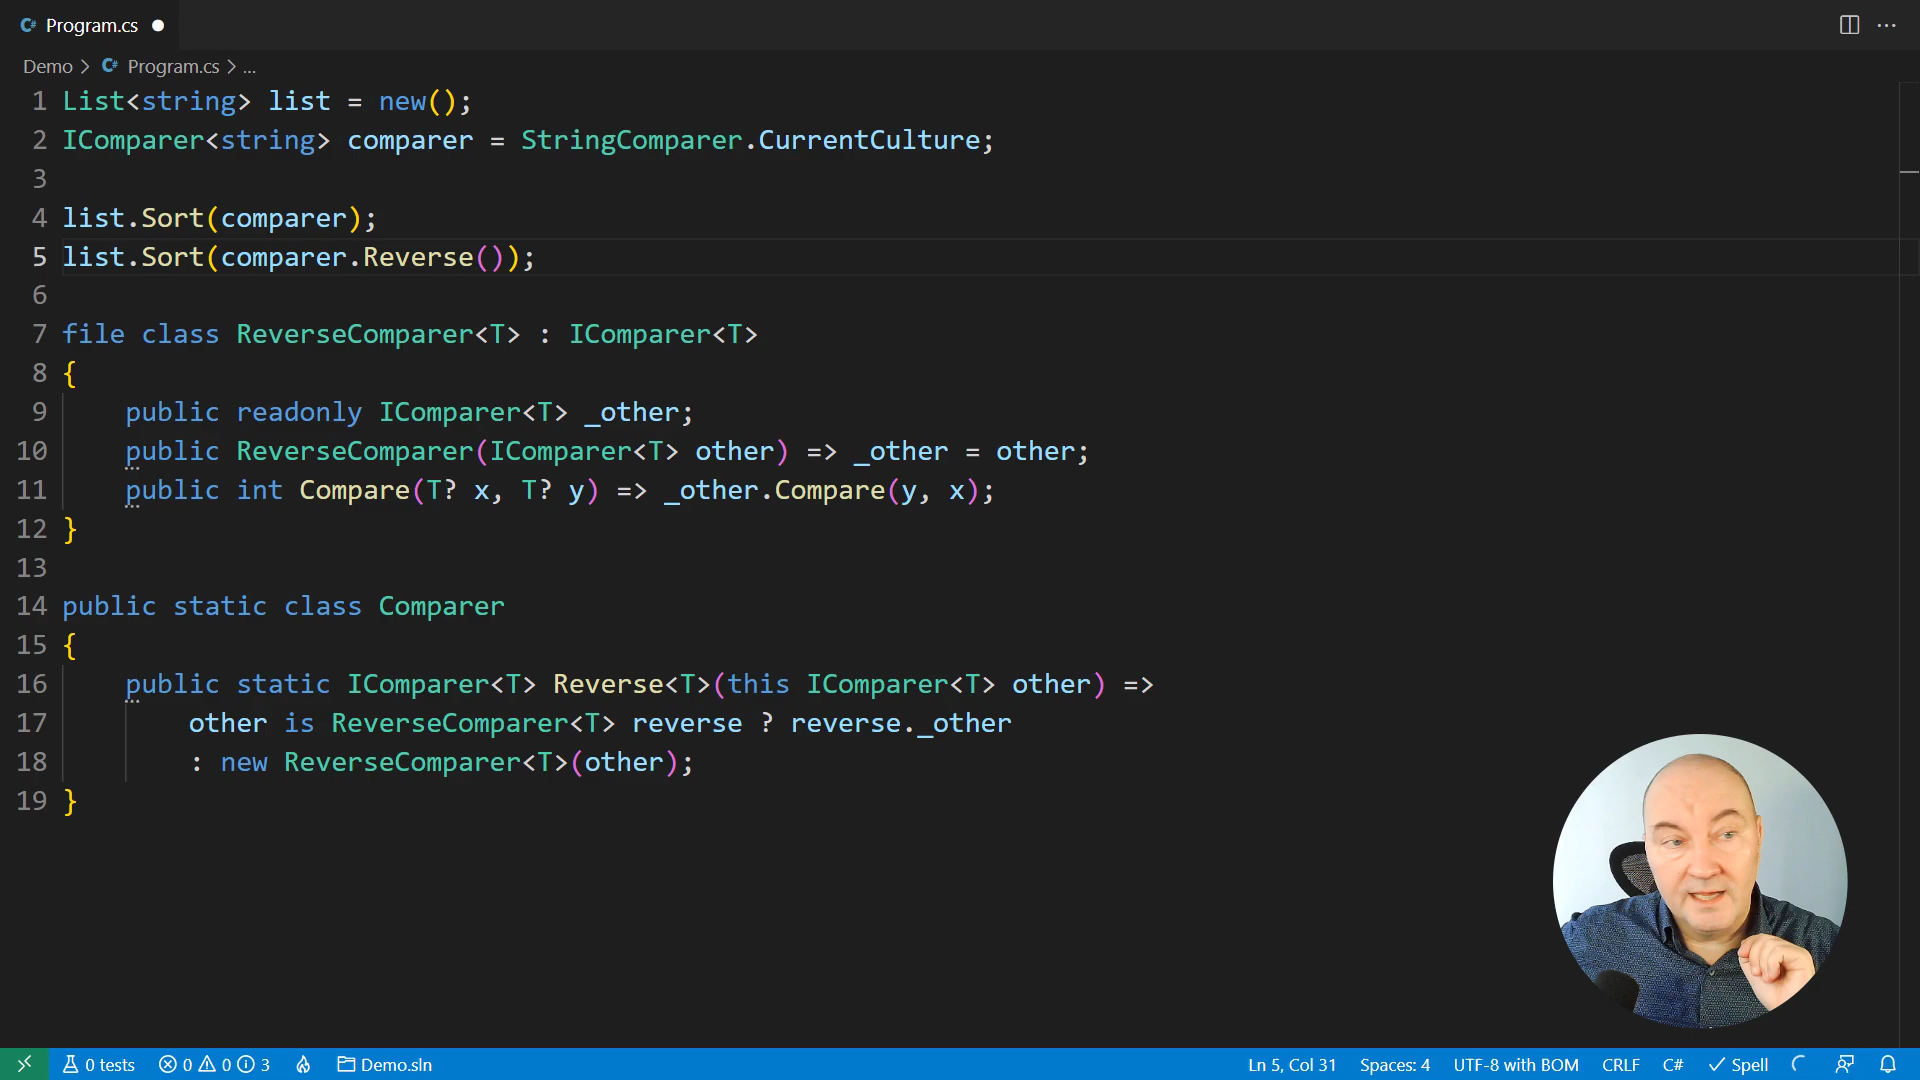 C# Program.cs
Demo > C# Program.cs > ...
1 List<string> list = new();
2 IComparer<string> comparer = StringComparer.CurrentCulture;
3
4 list.Sort(comparer);
5 list.Sort(comparer.Reverse());
6
7 file class ReverseComparer<T> : IComparer<T>
8 {
9     public readonly IComparer<T> _other;
10     public ReverseComparer(IComparer<T> other) => _other = other;
11     public int Compare(T? x, T? y) => _other.Compare(y, x);
12 }
13
14 public static class Comparer
15 {
16     public static IComparer<T> Reverse<T>(this IComparer<T> other) =>
17         other is ReverseComparer<T> reverse ? reverse._other
18         : new ReverseComparer<T>(other);
19 }
0 tests 0 0 3 Demo.sln Ln 5, Col 31 Spaces: 4 UTF-8 with BOM CRLF C# Spell